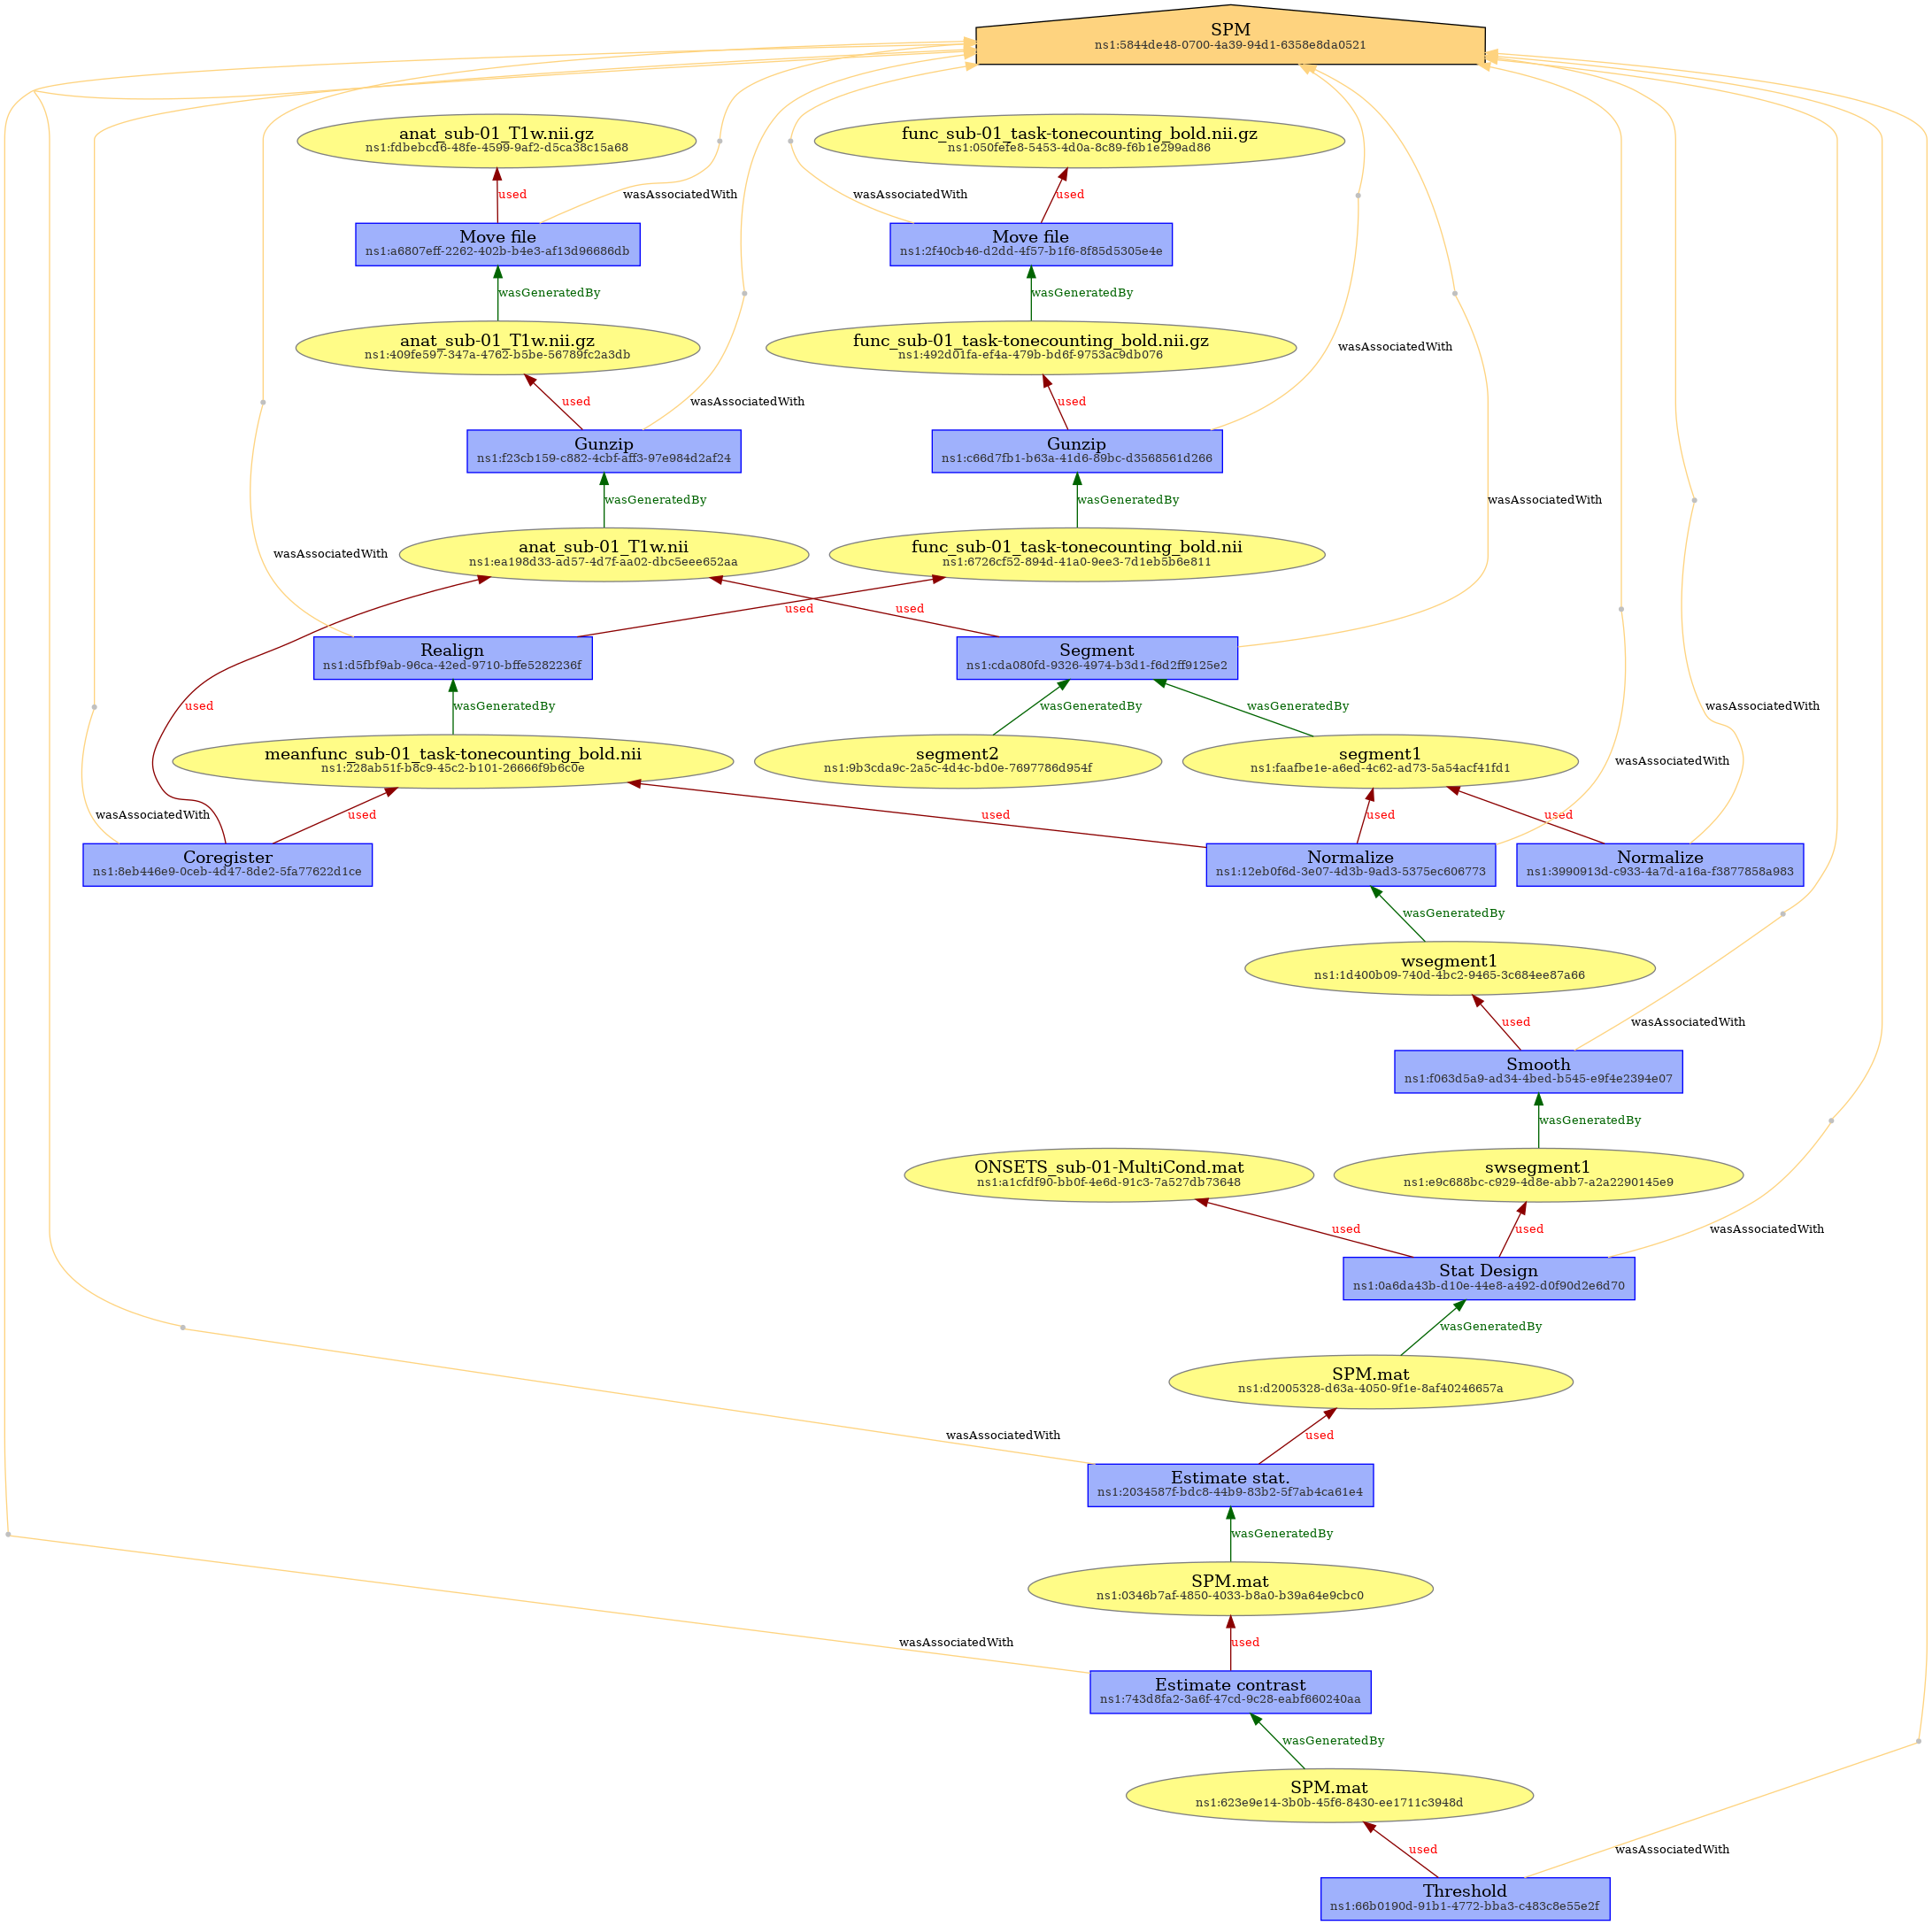 SPM
ns1:5844de48-0700-4a39-94d1-6358e8da0521
anat_sub-01_T1w.nii.gz
ns1:fdbebcd6-48fe-4599-9af2-d5ca38c15a68
func_sub-01_task-tonecounting_bold.nii.gz
ns1:050fefe8-5453-4d0a-8c89-f6b1e299ad86
used
wasAssociatedWith
wasAssociatedWith
used
Move file
ns1:a6807eff-2262-402b-b4e3-af13d96686db
Move file
ns1:2f40cb46-d2dd-4f57-b1f6-8f85d5305e4e
wasGeneratedBy
wasGeneratedBy
anat_sub-01_T1w.nii.gz
ns1:409fe597-347a-4762-b5be-56789fc2a3db
func_sub-01_task-tonecounting_bold.nii.gz
ns1:492d01fa-ef4a-479b-bd6f-9753ac9db076
wasAssociatedWith
used
wasAssociatedWith
used
Gunzip
ns1:f23cb159-c882-4cbf-aff3-97e984d2af24
Gunzip
ns1:c66d7fb1-b63a-41d6-89bc-d3568561d266
wasGeneratedBy
wasGeneratedBy
wasAssociatedWith
wasAssociatedWith
anat_sub-01_T1w.nii
ns1:ea198d33-ad57-4d7f-aa02-dbc5eee652aa
func_sub-01_task-tonecounting_bold.nii
ns1:6726cf52-894d-41a0-9ee3-7d1eb5b6e811
used
used
Realign
ns1:d5fbf9ab-96ca-42ed-9710-bffe5282236f
Segment
ns1:cda080fd-9326-4974-b3d1-f6d2ff9125e2
used
wasGeneratedBy
wasGeneratedBy
wasGeneratedBy
wasAssociatedWith
meanfunc_sub-01_task-tonecounting_bold.nii
ns1:228ab51f-b8c9-45c2-b101-26666f9b6c0e
segment2
ns1:9b3cda9c-2a5c-4d4c-bd0e-7697786d954f
segment1
ns1:faafbe1e-a6ed-4c62-ad73-5a54acf41fd1
wasAssociatedWith
wasAssociatedWith
used
used
used
used
Coregister
ns1:8eb446e9-0ceb-4d47-8de2-5fa77622d1ce
Normalize
ns1:12eb0f6d-3e07-4d3b-9ad3-5375ec606773
Normalize
ns1:3990913d-c933-4a7d-a16a-f3877858a983
wasGeneratedBy
wsegment1
ns1:1d400b09-740d-4bc2-9465-3c684ee87a66
used
wasAssociatedWith
Smooth
ns1:f063d5a9-ad34-4bed-b545-e9f4e2394e07
wasGeneratedBy
ONSETS_sub-01-MultiCond.mat
ns1:a1cfdf90-bb0f-4e6d-91c3-7a527db73648
swsegment1
ns1:e9c688bc-c929-4d8e-abb7-a2a2290145e9
used
used
wasAssociatedWith
Stat Design
ns1:0a6da43b-d10e-44e8-a492-d0f90d2e6d70
wasGeneratedBy
SPM.mat
ns1:d2005328-d63a-4050-9f1e-8af40246657a
wasAssociatedWith
used
Estimate stat.
ns1:2034587f-bdc8-44b9-83b2-5f7ab4ca61e4
wasGeneratedBy
SPM.mat
ns1:0346b7af-4850-4033-b8a0-b39a64e9cbc0
wasAssociatedWith
used
Estimate contrast
ns1:743d8fa2-3a6f-47cd-9c28-eabf660240aa
wasGeneratedBy
SPM.mat
ns1:623e9e14-3b0b-45f6-8430-ee1711c3948d
used
wasAssociatedWith
Threshold
ns1:66b0190d-91b1-4772-bba3-c483c8e55e2f